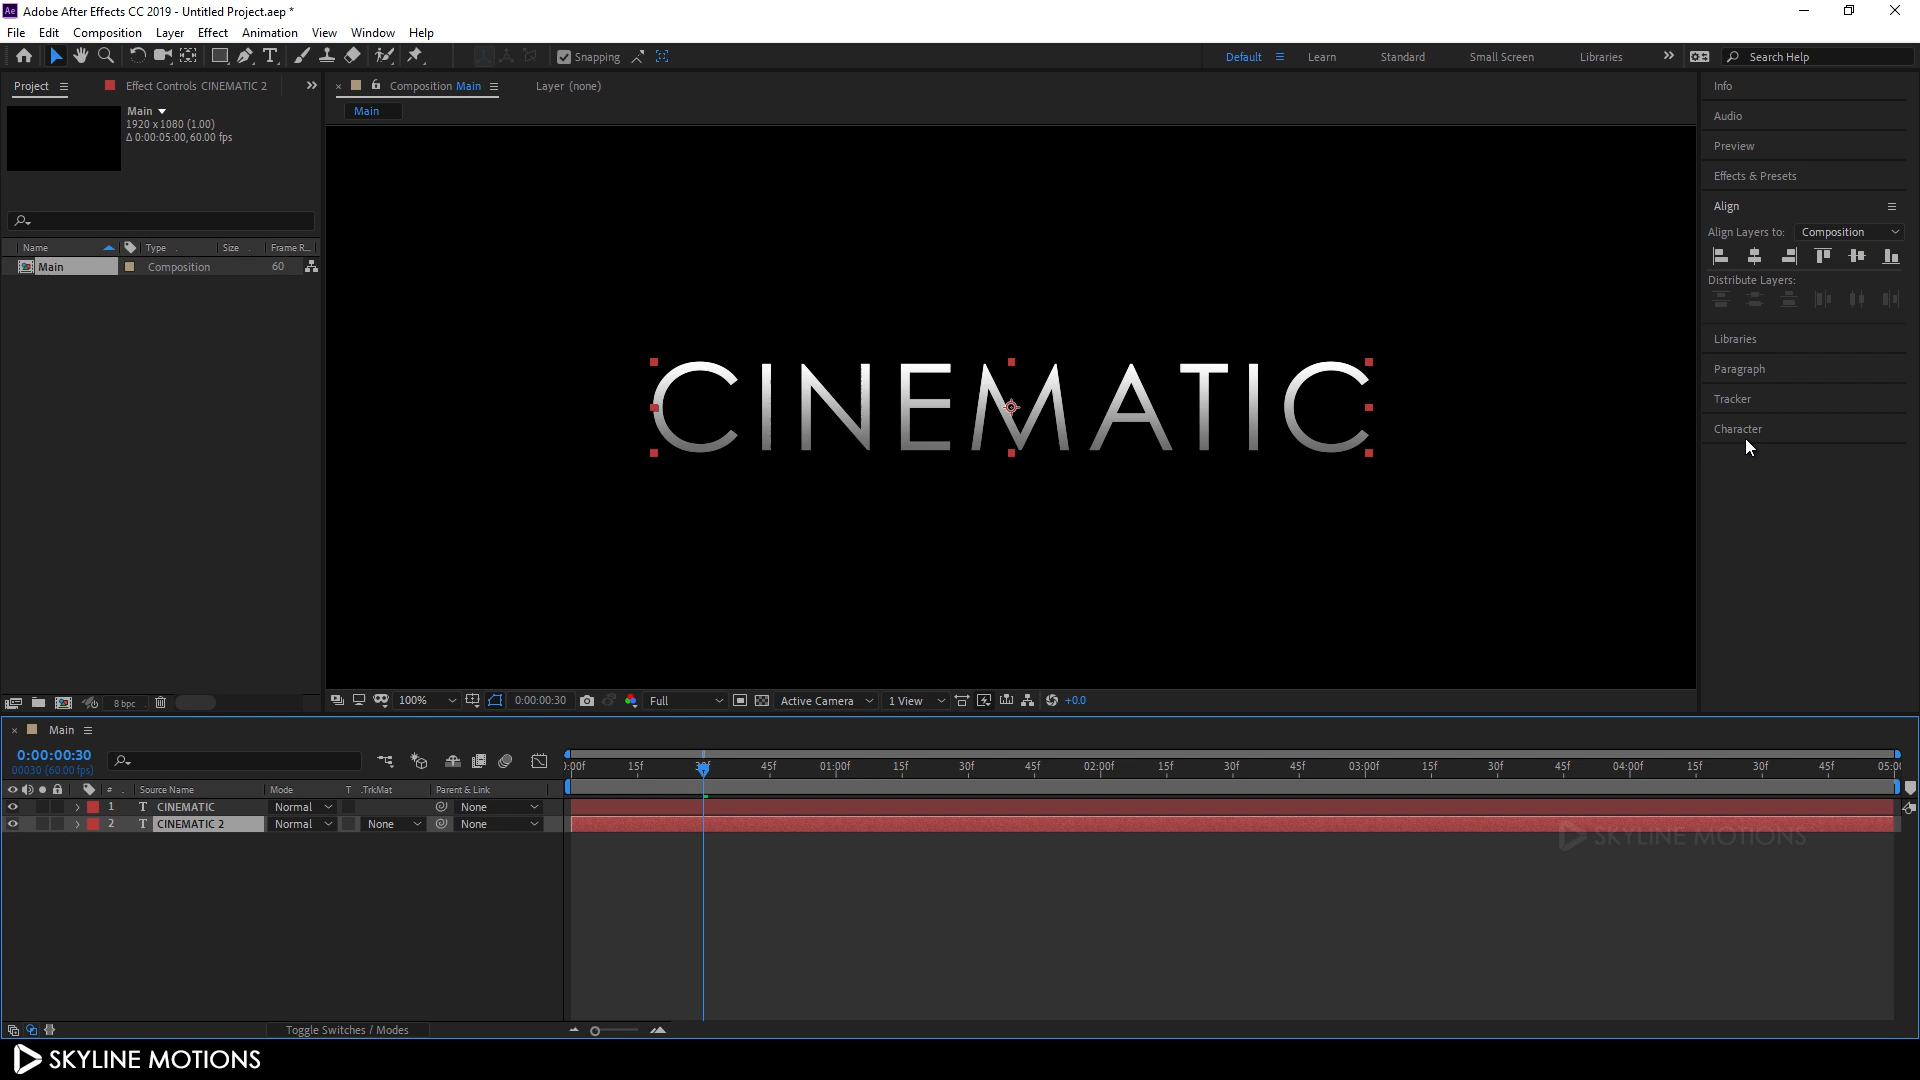 Ae Adobe After Effects CC 2019 - Untitled Project.aep *
File Edit Composition Layer Effect Animation View Window Help
Snapping Default Learn Standard Small Screen Libraries Search Help
Project Effect Controls CINEMATIC 2 Composition Main Layer (none) Info
Main
Main
1920 x 1080 (1.00)
Δ 0:00:05:00, 60.00 fps
Audio
Preview
Effects & Presets
Align
Align Layers to: Composition
Distribute Layers:
Libraries
Paragraph
Tracker
Character
Name Type Size Frame R...
Main Composition 60
CINEMATIC
8 bpc 100% 0:00:00:30 Full Active Camera 1 View +0.0
Main
0:00:00:30
00030 (60.00 fps)
:00f 15f 30f 45f 01:00f 15f 30f 45f 02:00f 15f 30f 45f 03:00f 15f 30f 45f 04:00f 15f 30f 45f 05:0
# Source Name Mode T .TrkMat Parent & Link
1 T CINEMATIC Normal None
2 T CINEMATIC 2 Normal None None
SKYLINE MOTIONS
Toggle Switches / Modes
SKYLINE MOTIONS